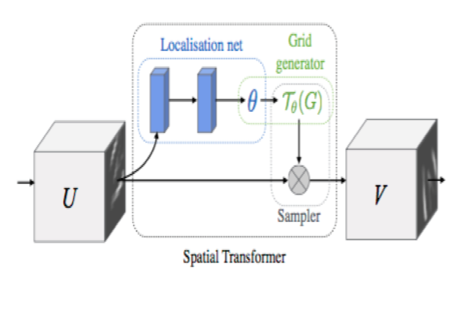 Localisation net
Grid
generator
θ
𝒯θ(G)
U
V
Sampler
Spatial Transformer